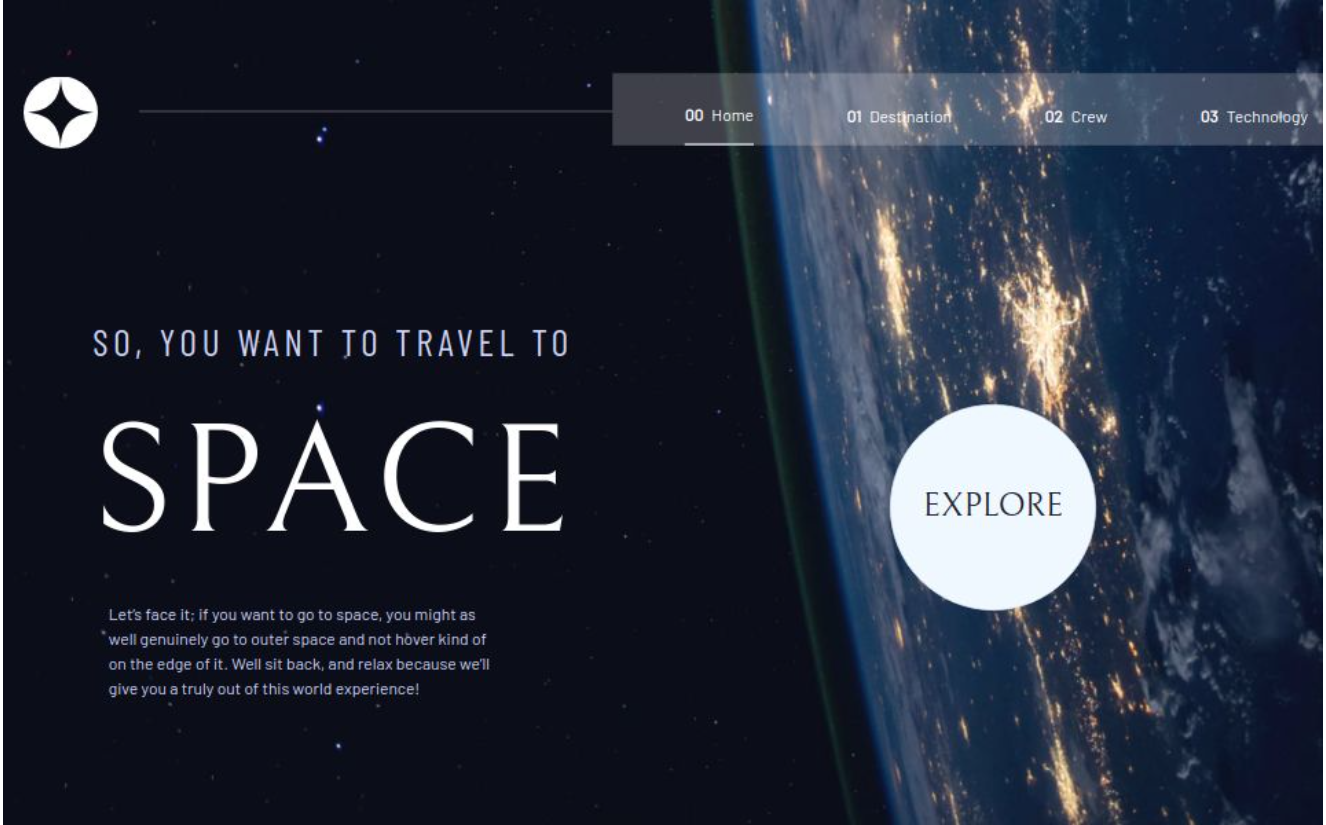 00 Home 01 Destination 02 Crew 03 Technology
SO, YOU WANT TO TRAVEL TO
SPACE
EXPLORE
Let's face it; if you want to go to space, you might as
well genuinely go to outer space and not hover kind of
on the edge of it. Well sit back, and relax because we'll
give you a truly out of this world experience!